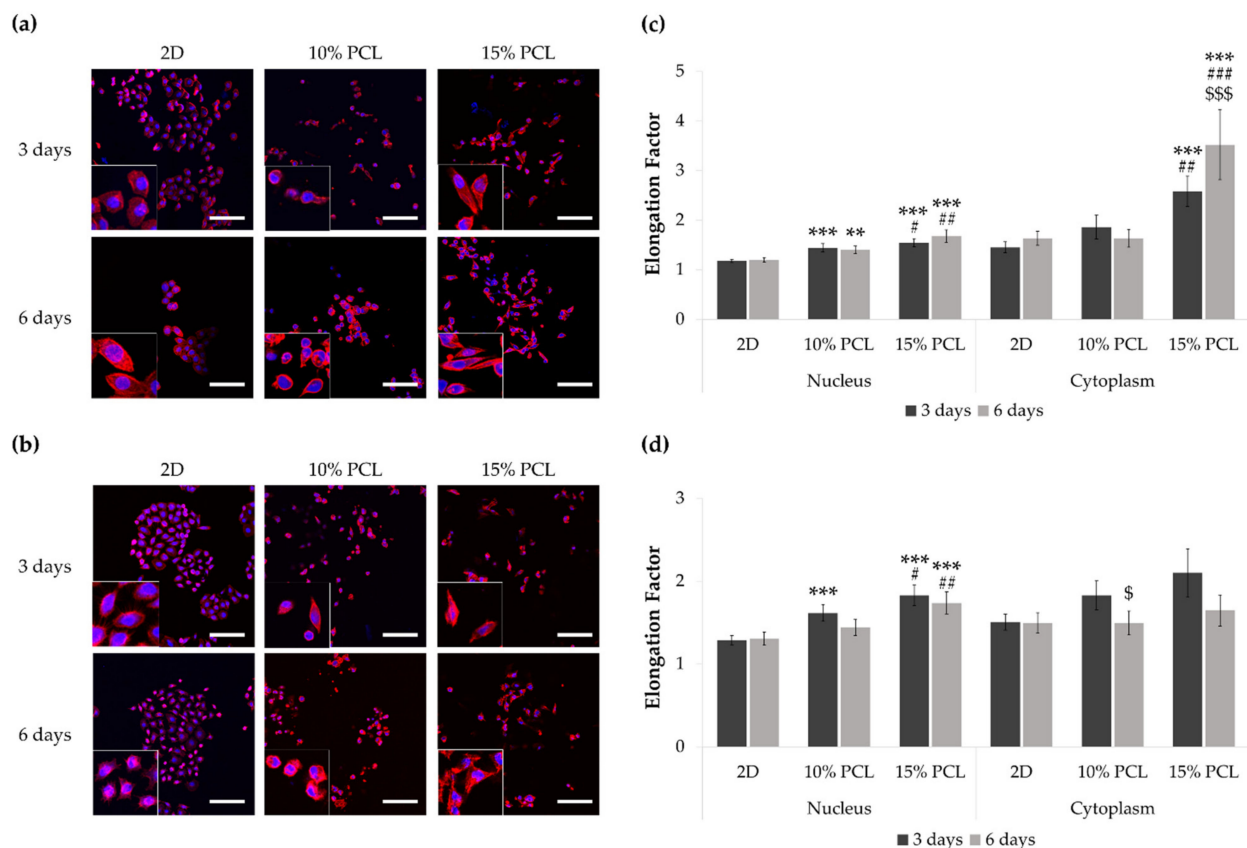 (a)
2D 10% PCL 15% PCL
3 days
6 days
(b)
2D 10% PCL 15% PCL
3 days
6 days
(c)
Elongation Factor
5
4
3
2
1
0
*** ** 
*** ***
# ##
***
##
***
###
$$$
2D 10% PCL 15% PCL 2D 10% PCL 15% PCL
Nucleus Cytoplasm
3 days 6 days
(d)
Elongation Factor
3
2
1
0
***
*** ***
# ##
$
2D 10% PCL 15% PCL 2D 10% PCL 15% PCL
Nucleus Cytoplasm
3 days 6 days